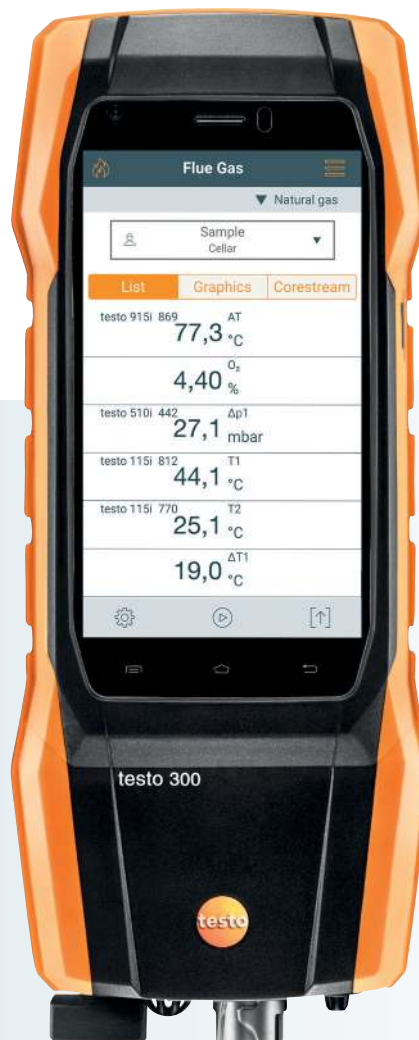 Flue Gas
▼ Natural gas
Sample
Cellar
List Graphics Corestream
testo 915i 869 AT
77,3 °C
O₂
4,40 %
testo 510i 442 Δp1
27,1 mbar
testo 115i 812 T1
44,1 °C
testo 115i 770 T2
25,1 °C
ΔT1
19,0 °C
testo 300
testo